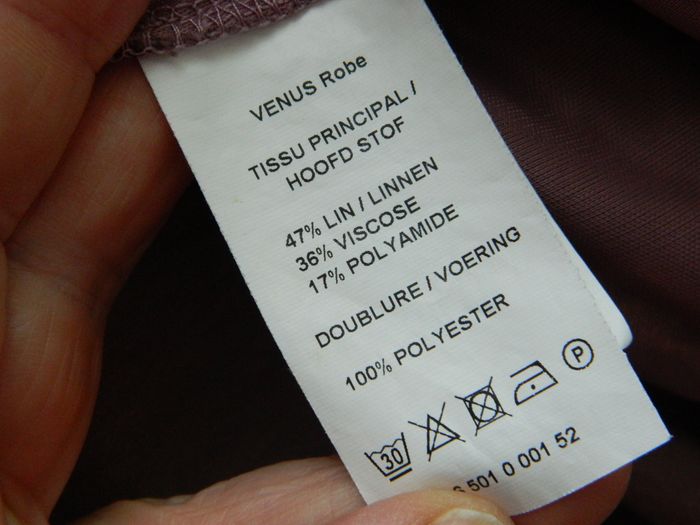 VENUS Robe
TISSU PRINCIPAL /
HOOFD STOF
47% LIN / LINNEN
36% VISCOSE
17% POLYAMIDE
DOUBLURE / VOERING
100% POLYESTER
30
P
501 0 001 52